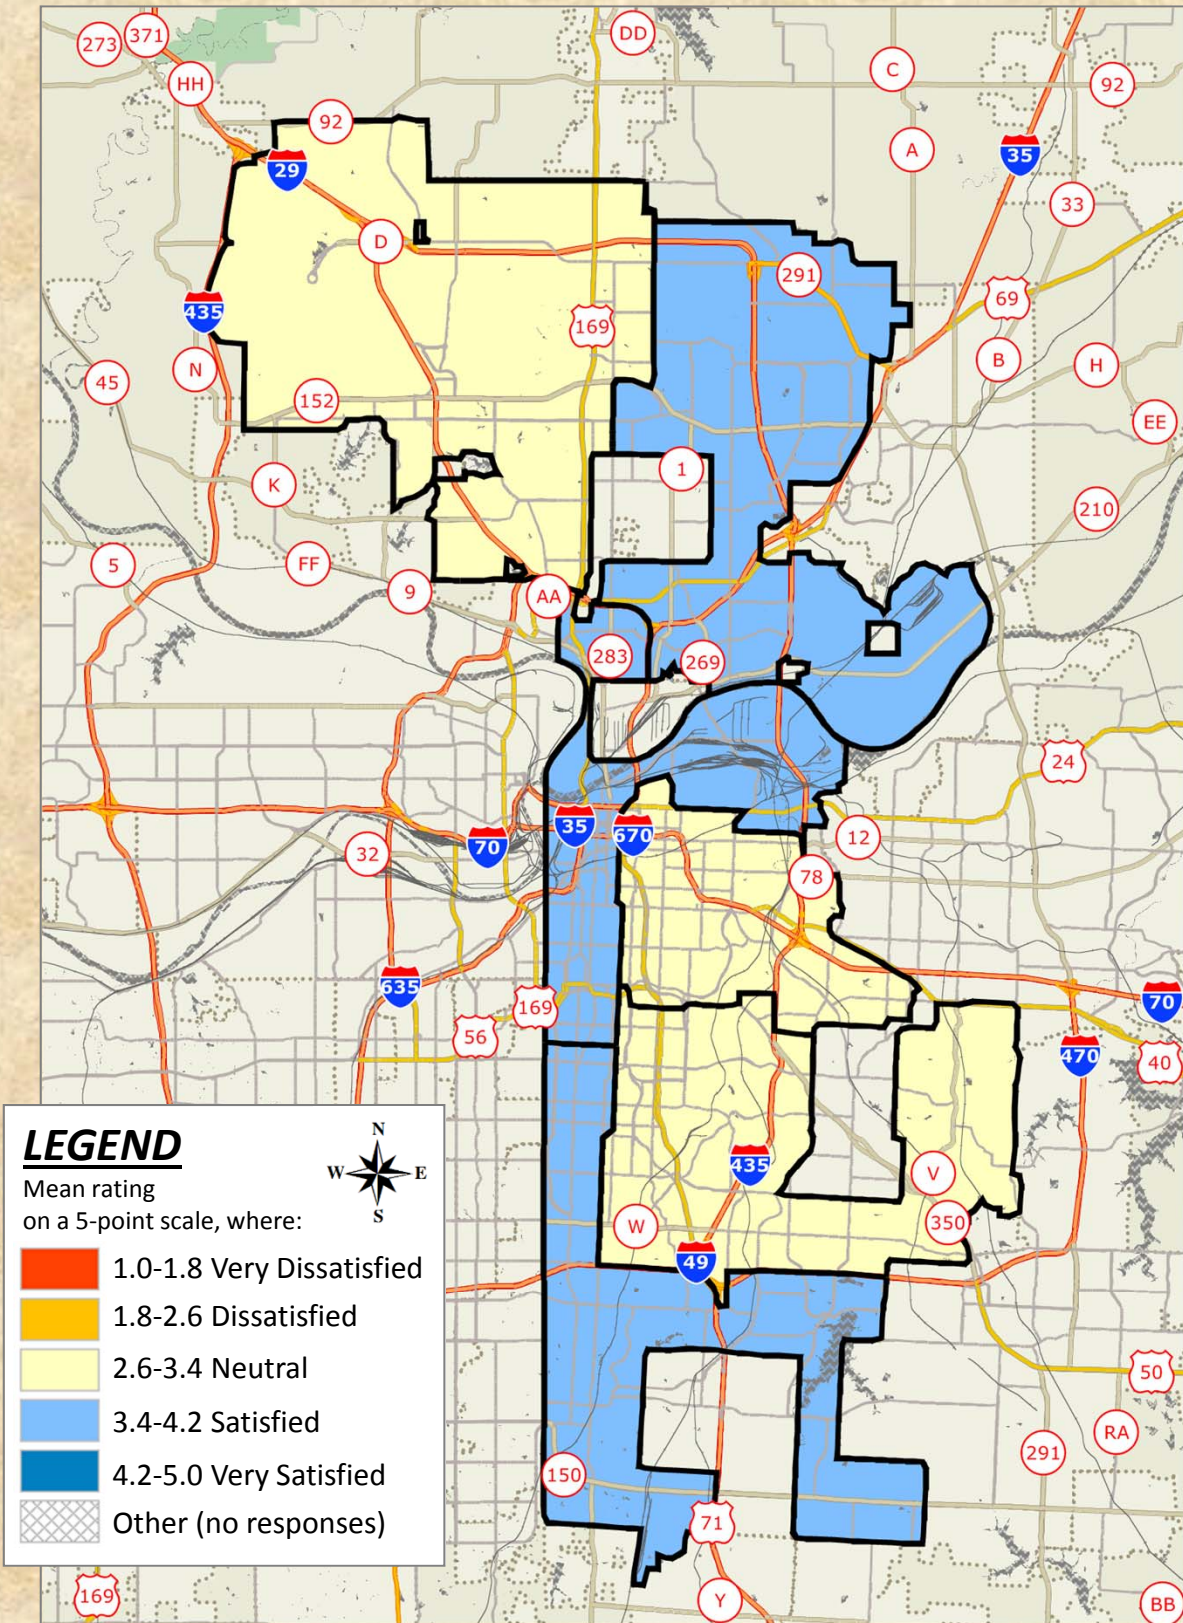 DD
371
273
C
HH
92
92
A
35
29
33
D
291
69
435
169
B
N
H
45
152
EE
1
K
210
5
FF
9
AA
283
269
24
35
670
12
70
32
78
635
70
169
56
40
470
LEGEND
N
W E
S
Mean rating
on a 5-point scale, where:
435
V
350
W
49
1.0-1.8 Very Dissatisfied
1.8-2.6 Dissatisfied
2.6-3.4 Neutral
3.4-4.2 Satisfied
4.2-5.0 Very Satisfied
Other (no responses)
50
RA
291
150
71
169
Y
BB